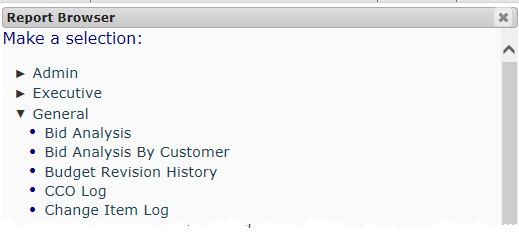 Report Browser
Make a selection:
Admin
Executive
General
Bid Analysis
Bid Analysis By Customer
Budget Revision History
CCO Log
Change Item Log